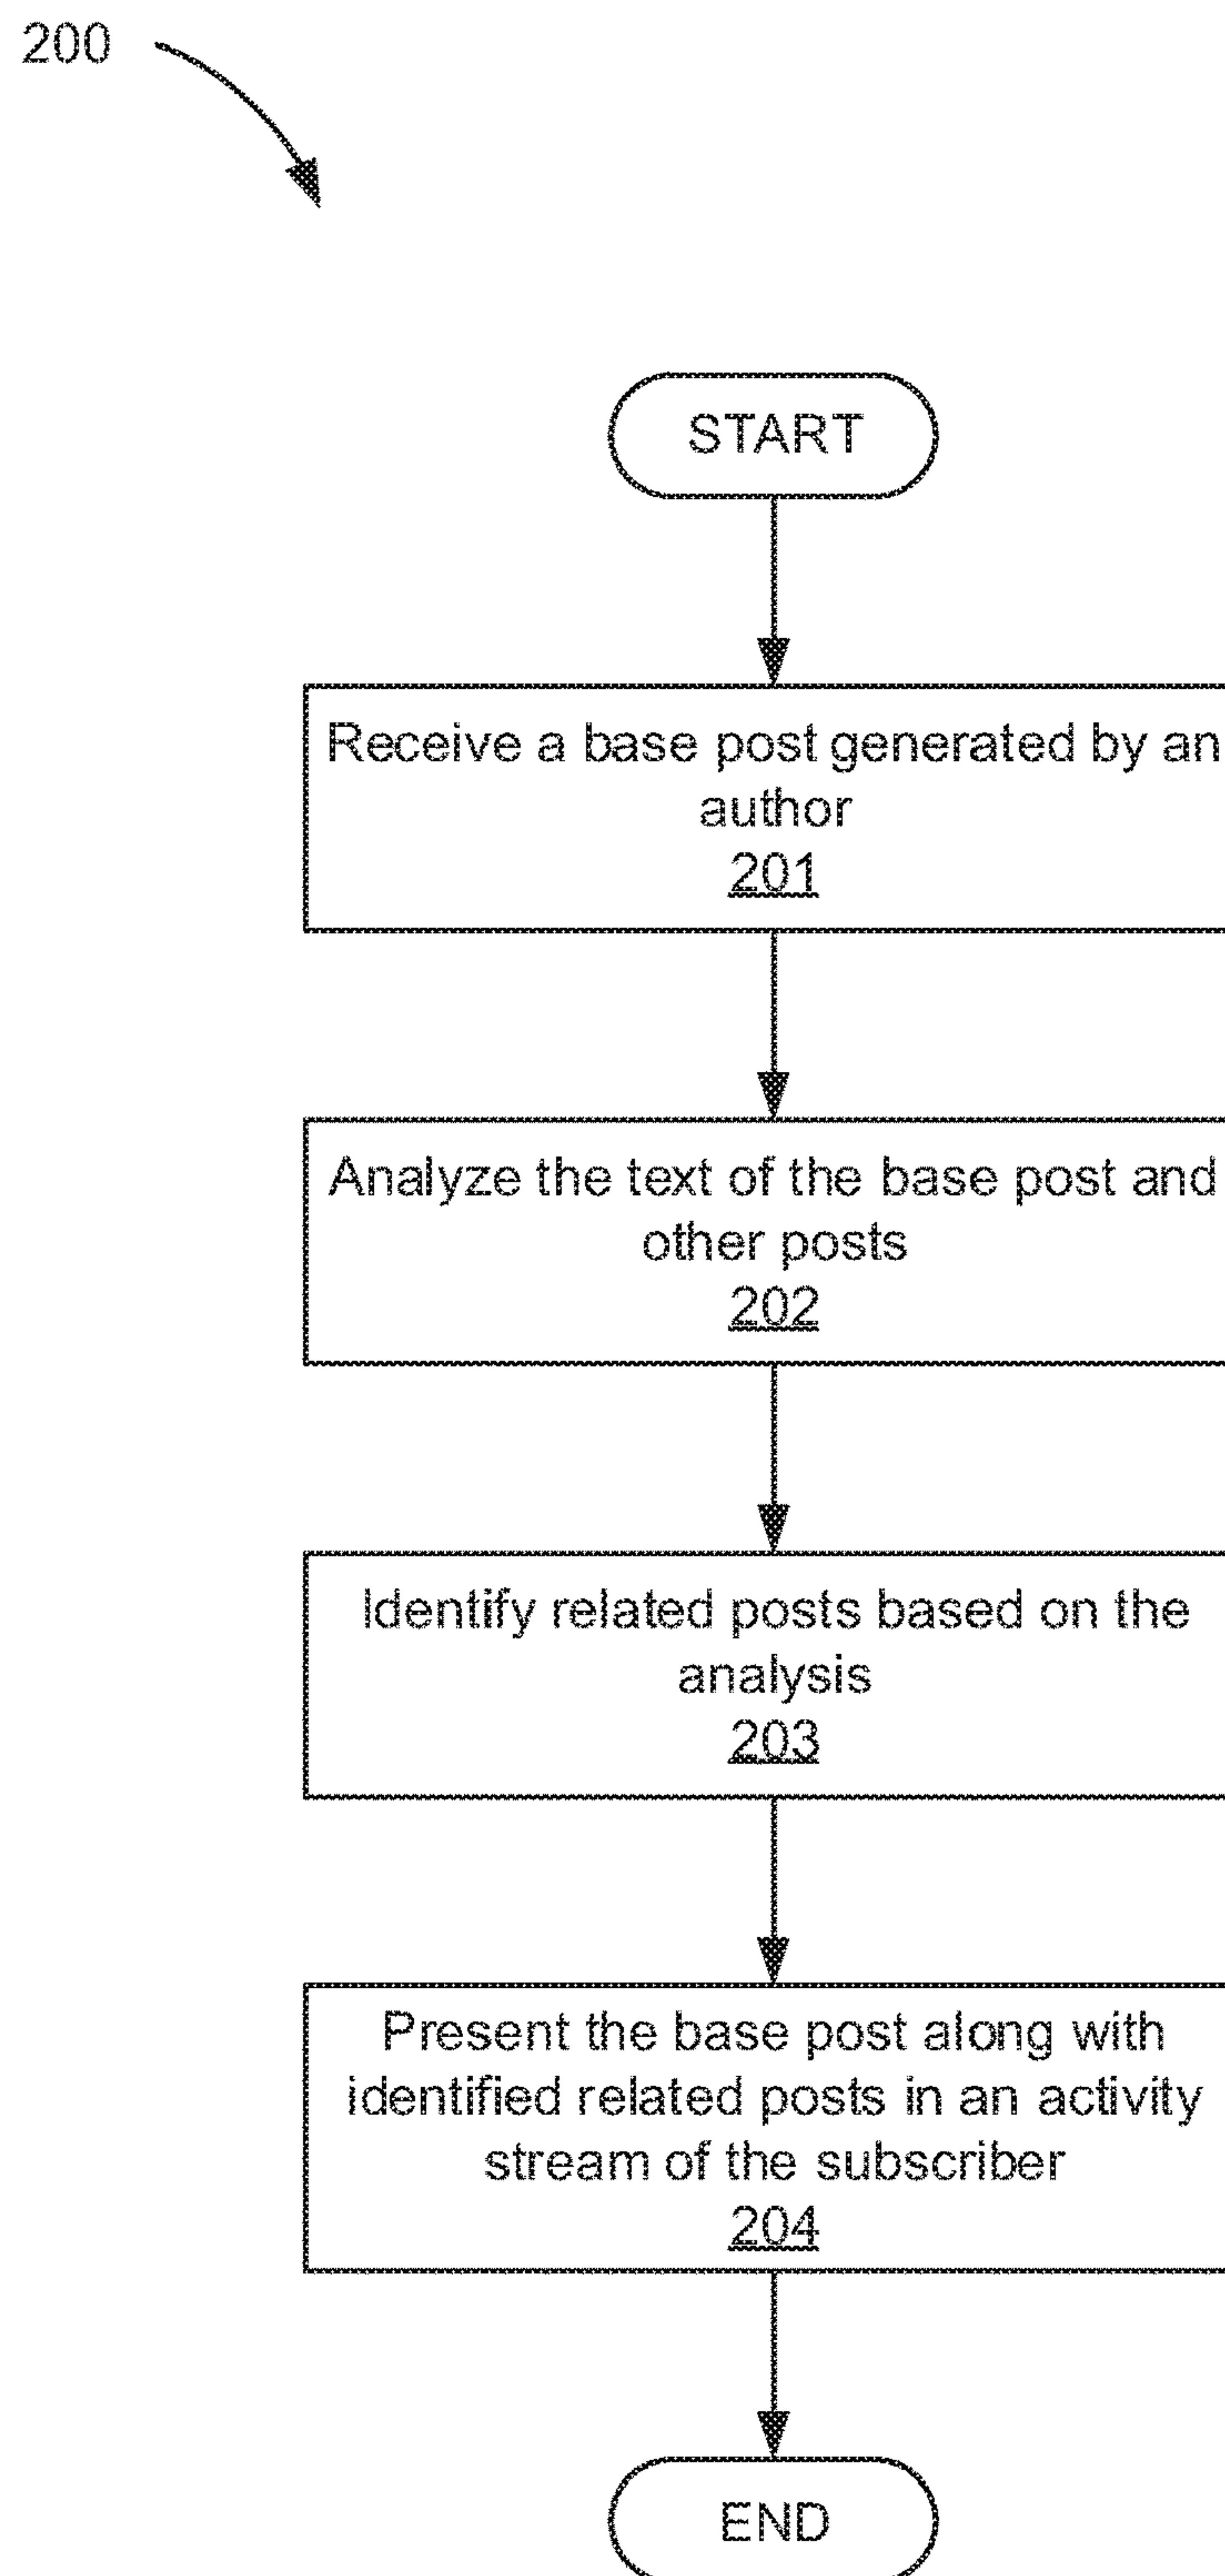 200
START
Receive a base post generated by an
author
201
Analyze the text of the base post and
other posts
202
Identify related posts based on the
analysis
203
Present the base post along with
identified related posts in an activity
stream of the subscriber
204
END